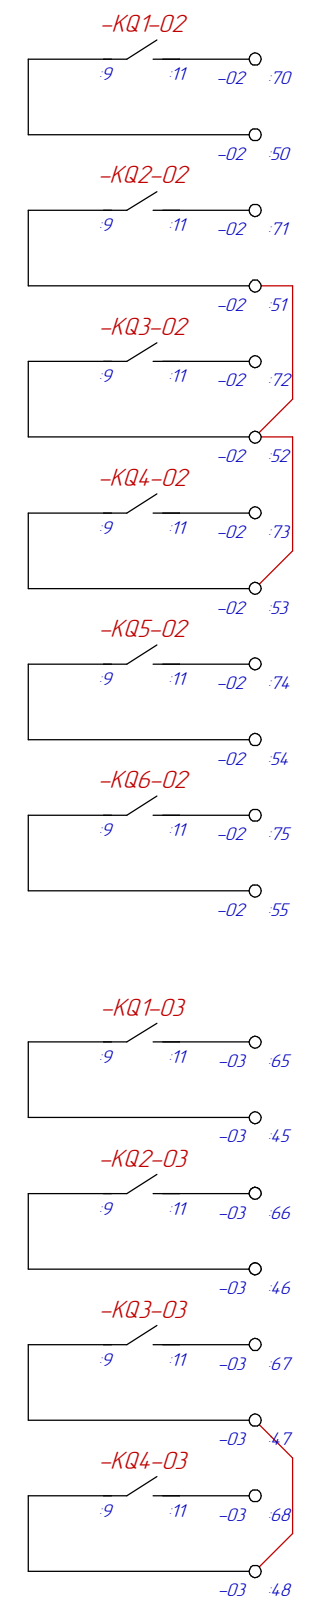 -KQ1-02
:9 :11 -02 :70
-02 :50
-KQ2-02
:9 :11 -02 :71
-02 :51
-KQ3-02
:9 :11 -02 :72
-02 :52
-KQ4-02
:9 :11 -02 :73
-02 :53
-KQ5-02
:9 :11 -02 :74
-02 :54
-KQ6-02
:9 :11 -02 :75
-02 :55
-KQ1-03
:9 :11 -03 :65
-03 :45
-KQ2-03
:9 :11 -03 :66
-03 :46
-KQ3-03
:9 :11 -03 :67
-03 :47
-KQ4-03
:9 :11 -03 :68
-03 :48